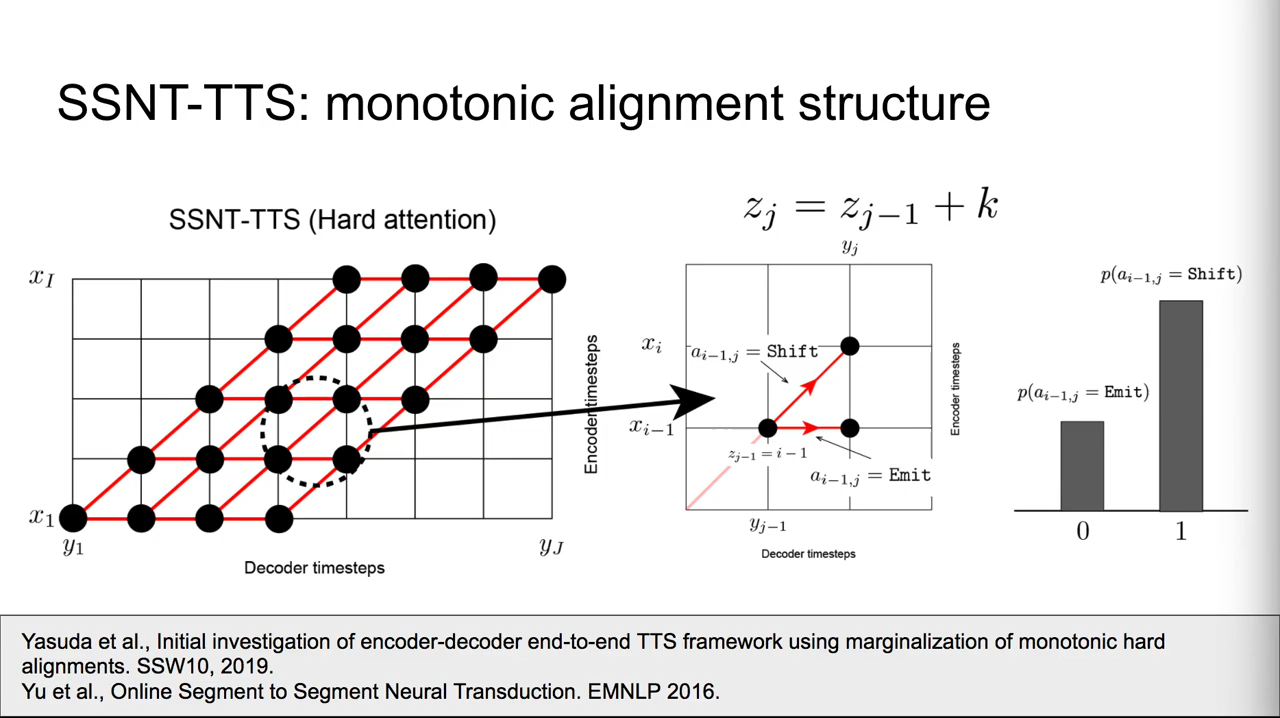 SSNT-TTS: monotonic alignment structure
SSNT-TTS (Hard attention)
x_I
x_1
y_1
y_J
Decoder timesteps
Encoder timesteps
z_j = z_{j-1} + k
y_j
x_i
x_{i-1}
a_{i-1,j} = Shift
z_{j-1} = i - 1
a_{i-1,j} = Emit
y_{j-1}
Decoder timesteps
Encoder timesteps
p(a_{i-1,j} = Shift)
p(a_{i-1,j} = Emit)
0
1
Yasuda et al., Initial investigation of encoder-decoder end-to-end TTS framework using marginalization of monotonic hard
alignments. SSW10, 2019.
Yu et al., Online Segment to Segment Neural Transduction. EMNLP 2016.